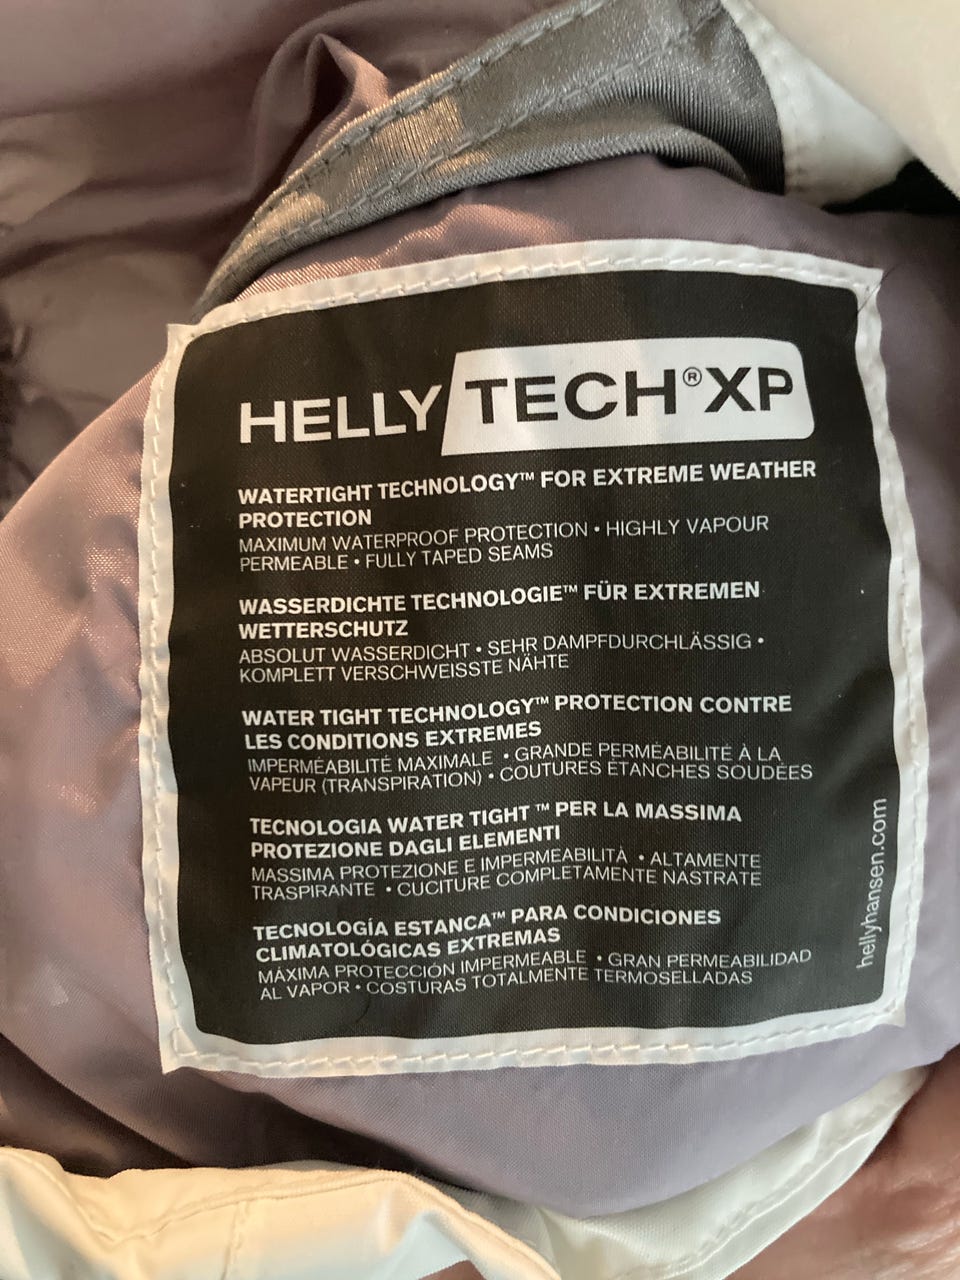 HELLY TECH® XP
WATERTIGHT TECHNOLOGY™ FOR EXTREME WEATHER
PROTECTION
MAXIMUM WATERPROOF PROTECTION • HIGHLY VAPOUR
PERMEABLE • FULLY TAPED SEAMS
WASSERDICHTE TECHNOLOGIE™ FÜR EXTREMEN
WETTERSCHUTZ
ABSOLUT WASSERDICHT • SEHR DAMPFDURCHLÄSSIG •
KOMPLETT VERSCHWEISSTE NÄHTE
WATER TIGHT TECHNOLOGY™ PROTECTION CONTRE
LES CONDITIONS EXTREMES
IMPERMÉABILITÉ MAXIMALE • GRANDE PERMÉABILITÉ À LA
VAPEUR (TRANSPIRATION) • COUTURES ÉTANCHES SOUDÉES
TECNOLOGIA WATER TIGHT ™ PER LA MASSIMA
PROTEZIONE DAGLI ELEMENTI
MASSIMA PROTEZIONE E IMPERMEABILITÀ • ALTAMENTE
TRASPIRANTE • CUCITURE COMPLETAMENTE NASTRATE
TECNOLOGÍA ESTANCA™ PARA CONDICIONES
CLIMATOLÓGICAS EXTREMAS
MÁXIMA PROTECCIÓN IMPERMEABLE • GRAN PERMEABILIDAD
AL VAPOR • COSTURAS TOTALMENTE TERMOSELLADAS
hellyhansen.com